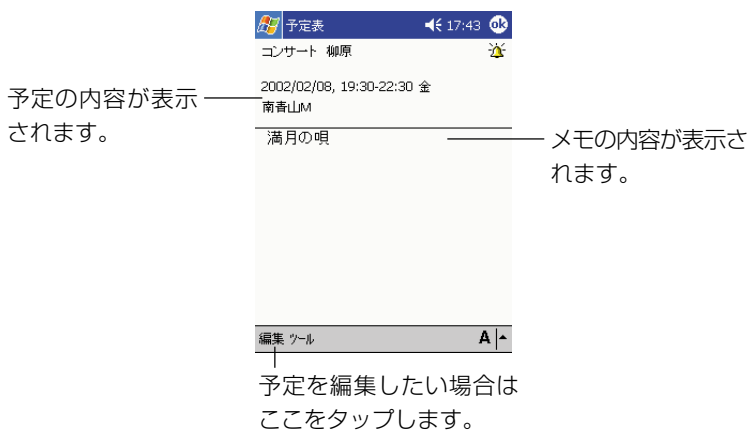 予定表 17:43 ok
コンサート 柳原
2002/02/08, 19:30-22:30 金
南青山M
満月の唄
編集 ツール A
予定の内容が表示
されます。
メモの内容が表示さ
れます。
予定を編集したい場合は
ここをタップします。